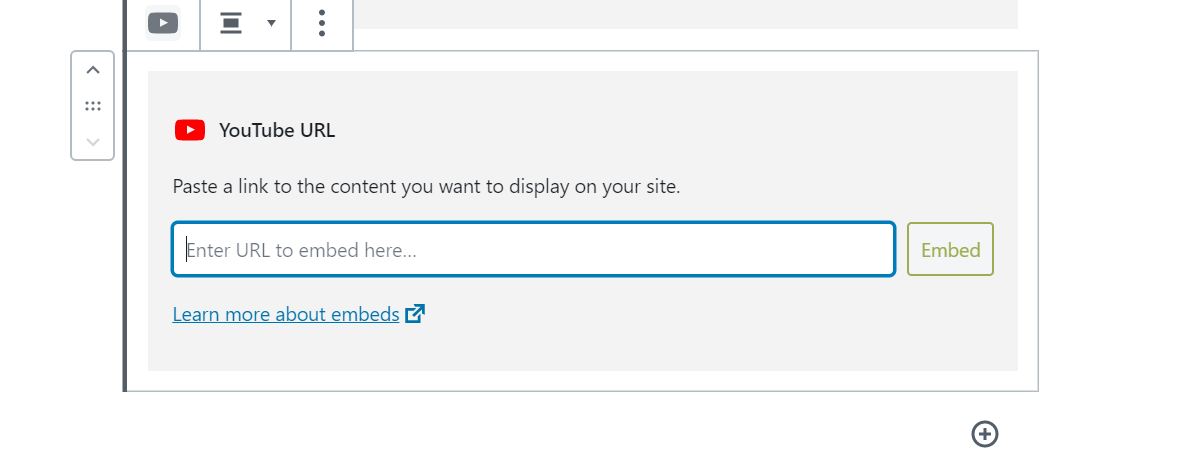 YouTube URL
Paste a link to the content you want to display on your site.
Enter URL to embed here...
Embed
Learn more about embeds